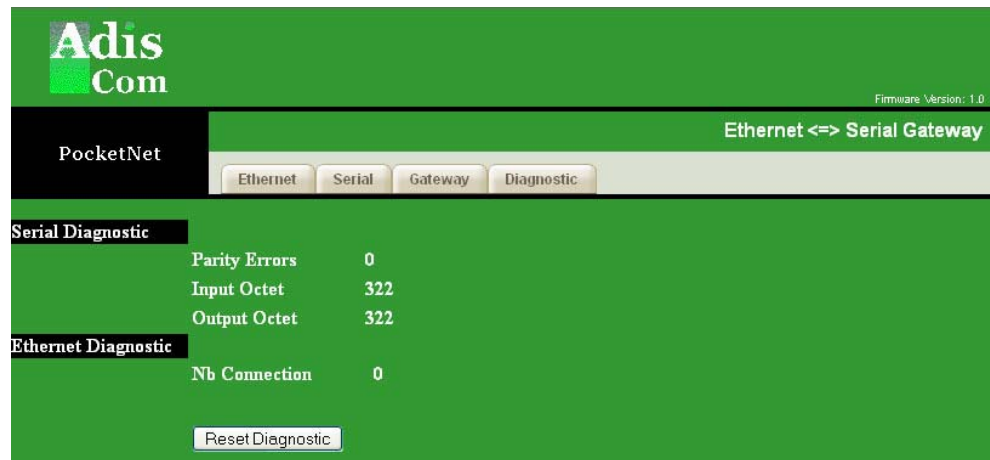 Adis
Com
Firmware Version: 1.0
Ethernet <=> Serial Gateway
PocketNet
Ethernet Serial Gateway Diagnostic
Serial Diagnostic
Parity Errors 0
Input Octet 322
Output Octet 322
Ethernet Diagnostic
Nb Connection 0
Reset Diagnostic